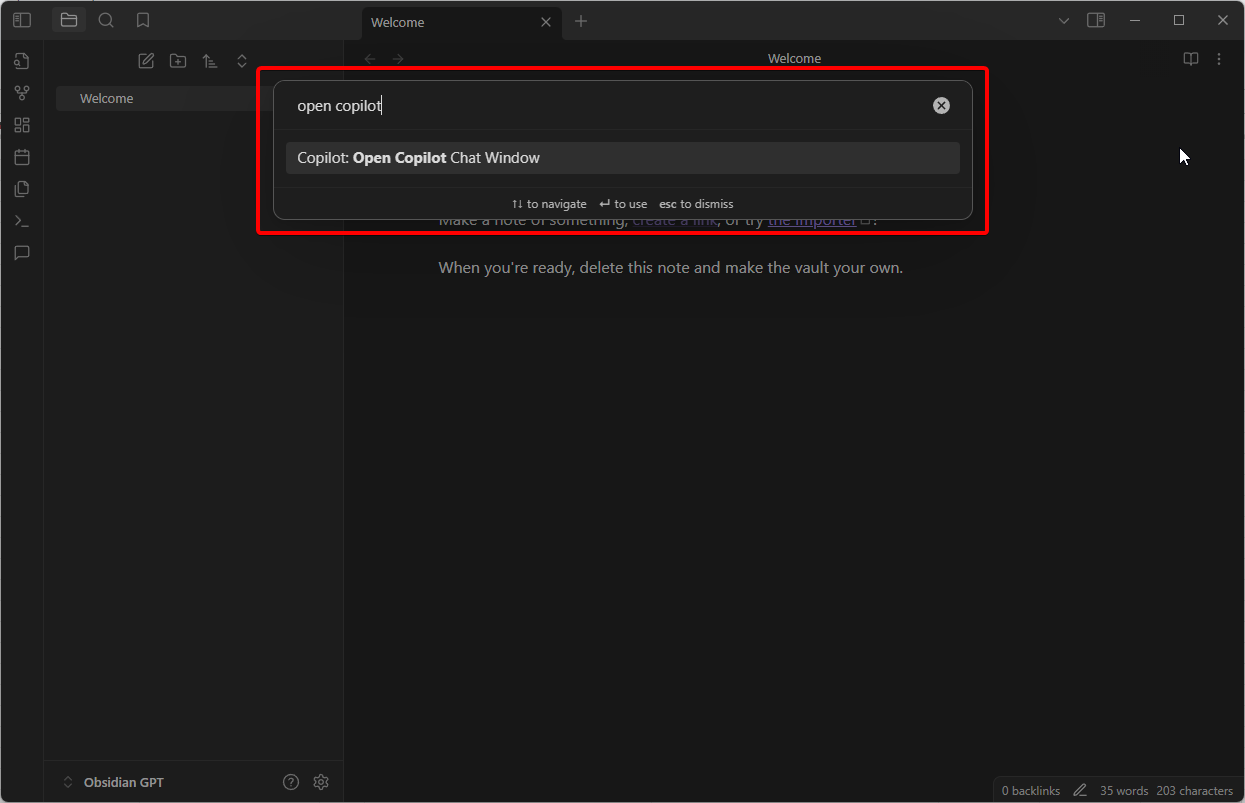 Welcome
Welcome
Welcome
open copilot
Copilot: Open Copilot Chat Window
↑↓ to navigate ↵ to use esc to dismiss
Make a note of something, create a link, or try the Importer!
When you're ready, delete this note and make the vault your own.
Obsidian GPT
0 backlinks 35 words 203 characters